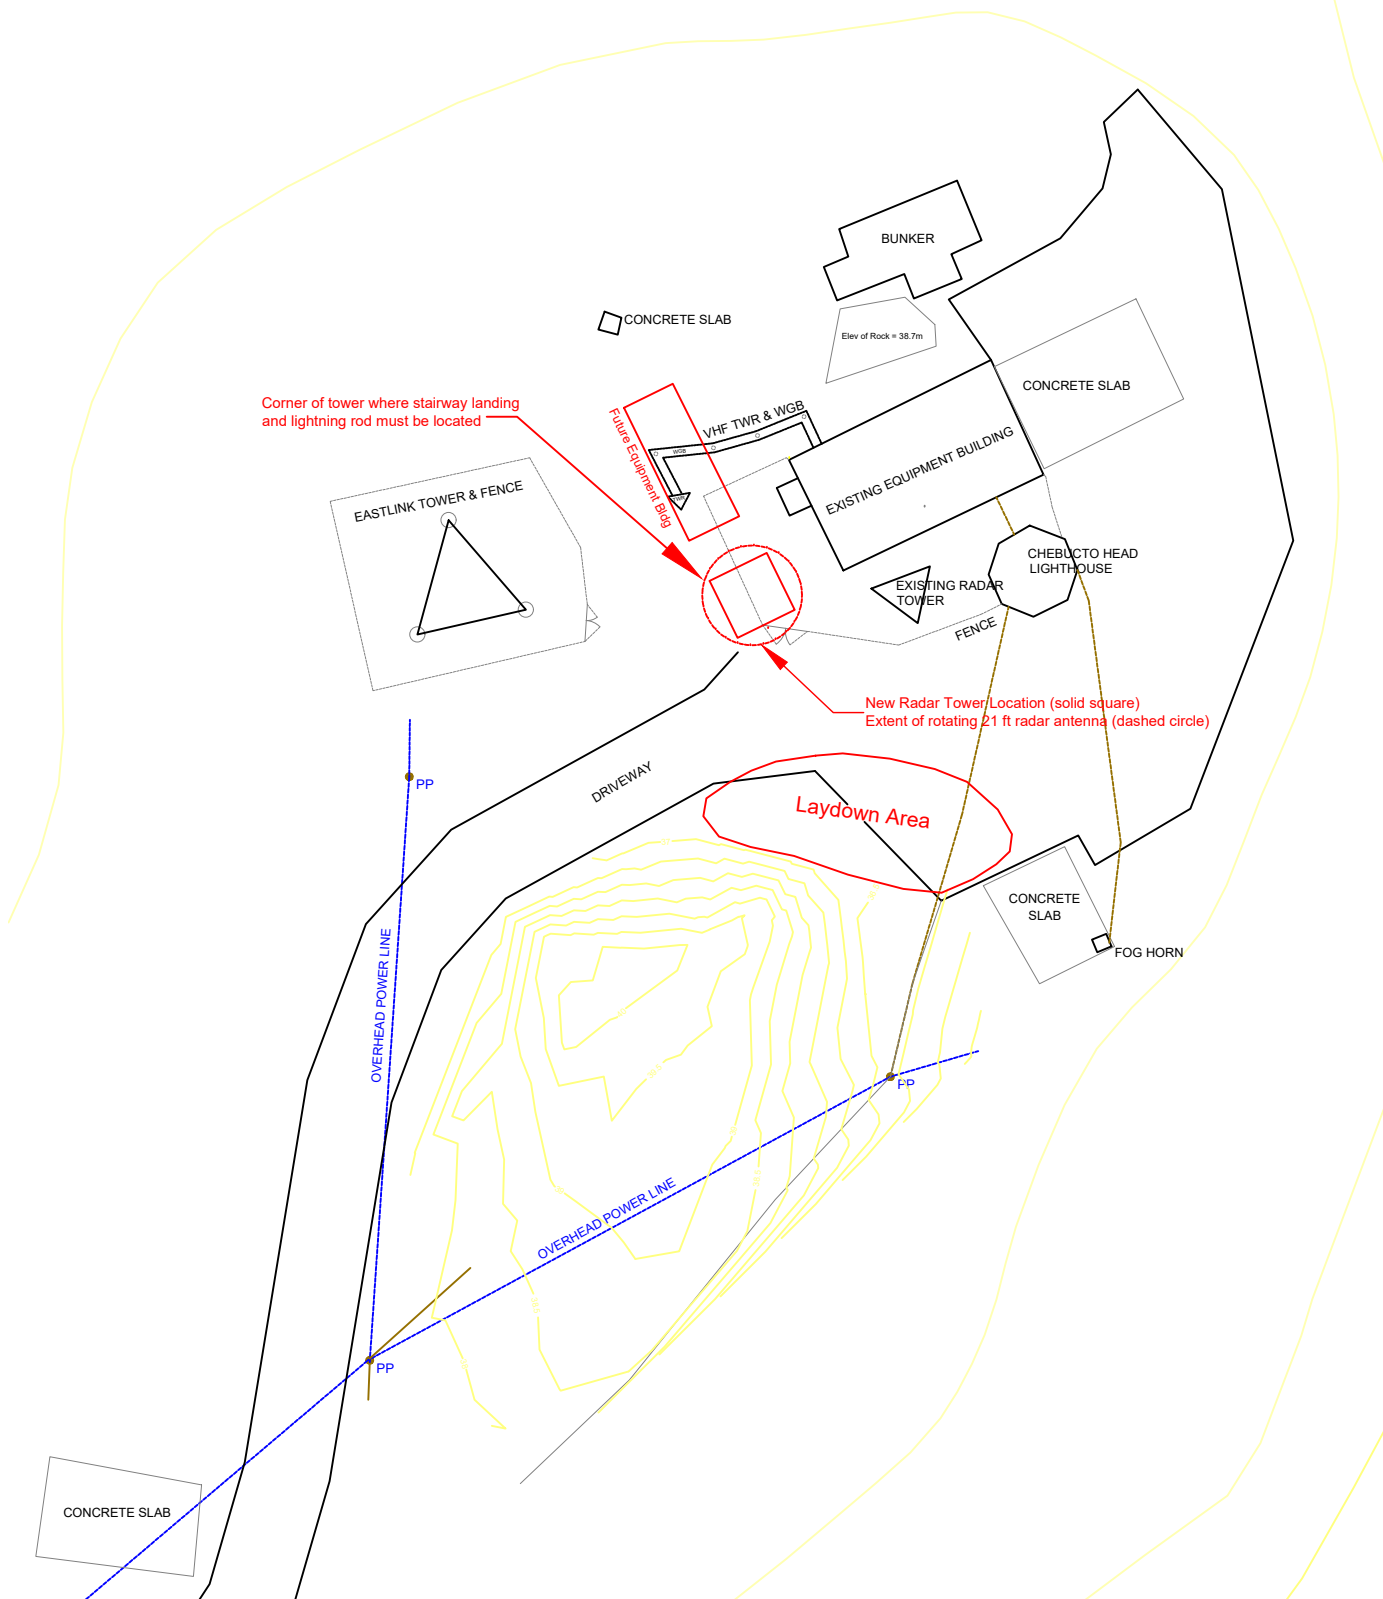 BUNKER
CONCRETE SLAB
Elev of Rock = 38.7m
CONCRETE SLAB
Corner of tower where stairway landing
and lightning rod must be located
Future Equipment Bldg
VHF TWR & WGB
WGB
TWR
EXISTING EQUIPMENT BUILDING
EASTLINK TOWER & FENCE
CHEBUCTO HEAD
LIGHTHOUSE
EXISTING RADAR
TOWER
FENCE
New Radar Tower Location (solid square)
Extent of rotating 21 ft radar antenna (dashed circle)
PP
DRIVEWAY
Laydown Area
CONCRETE
SLAB
FOG HORN
OVERHEAD POWER LINE
PP
OVERHEAD POWER LINE
PP
CONCRETE SLAB